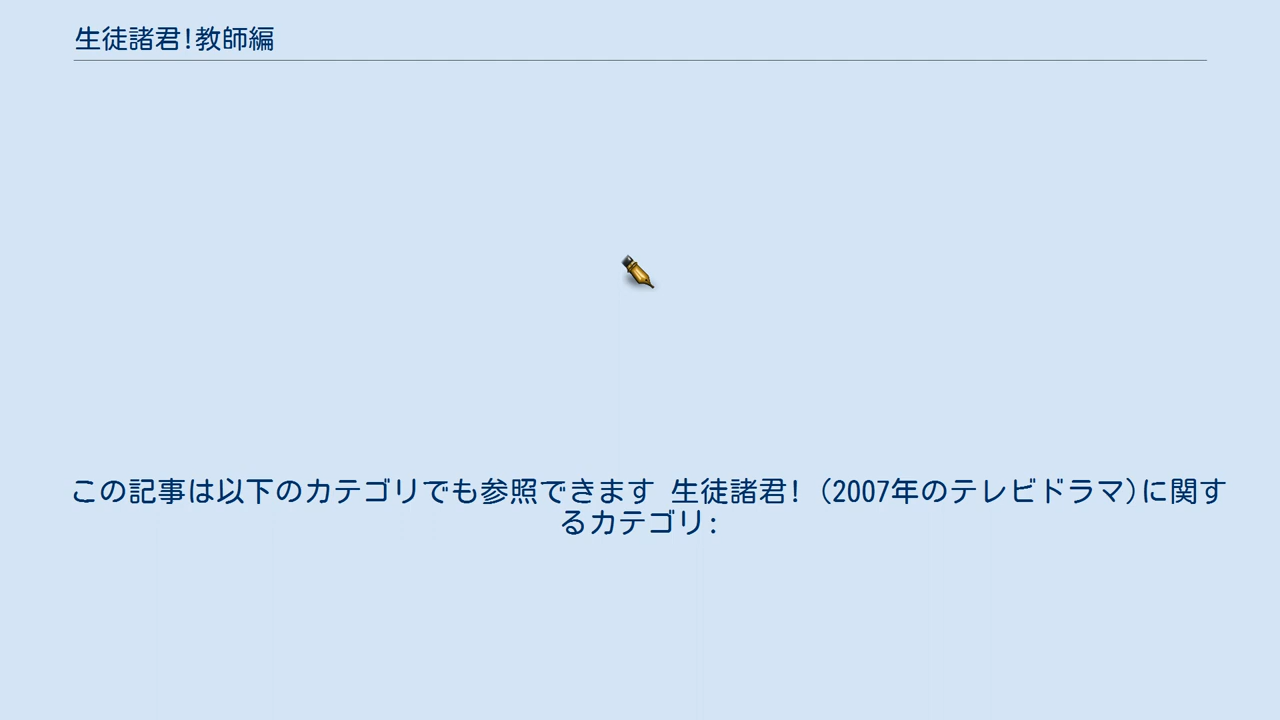 生徒諸君!教師編
この記事は以下のカテゴリでも参照できます 生徒諸君! (2007年のテレビドラマ)に関す
るカテゴリ: